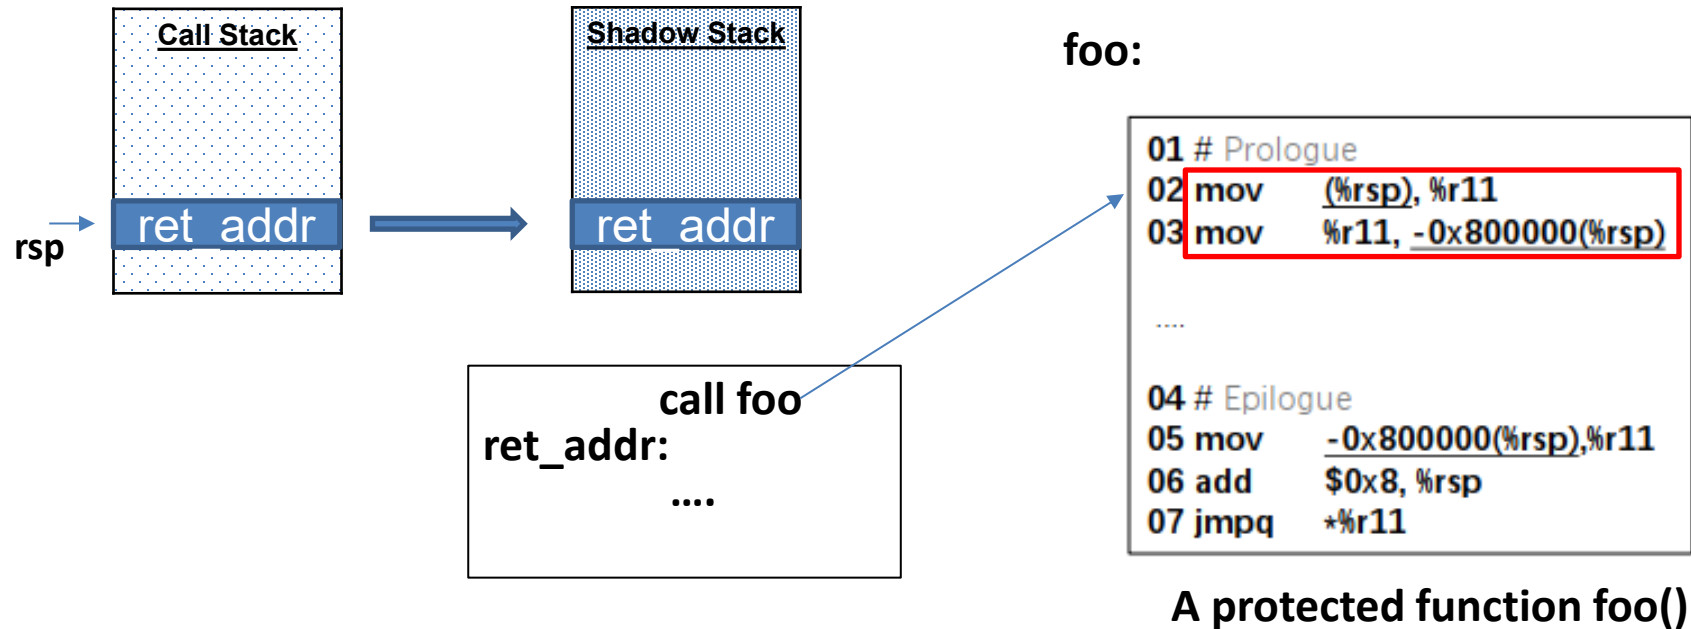 Call Stack
ret_addr
rsp
Shadow Stack
ret_addr
call foo
ret_addr:
....
foo:
01 # Prologue
02 mov (%rsp), %r11
03 mov %r11, -0x800000(%rsp)
....
04 # Epilogue
05 mov -0x800000(%rsp),%r11
06 add $0x8, %rsp
07 jmpq *%r11
A protected function foo()